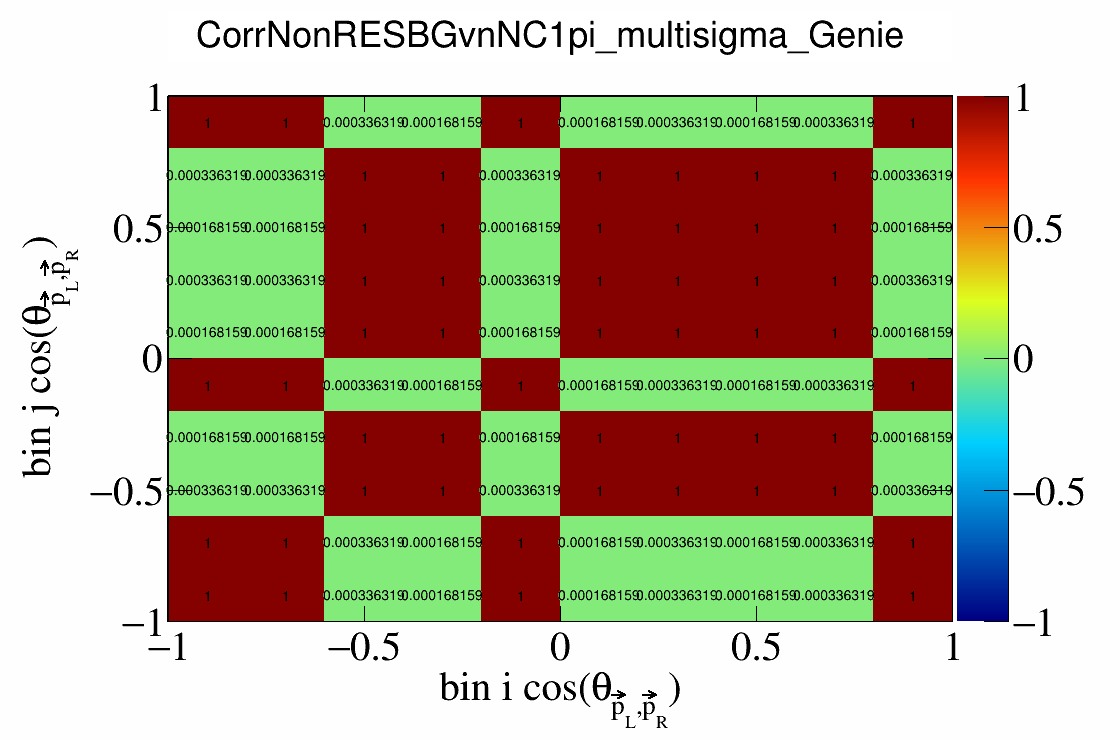 CorrNonRESBGvnNC1pi_multisigma_Genie
1 1 0.000336319 0.000168159 1 0.000168159 0.000336319 0.000168159 0.000336319 1
0.000336319 0.000336319 1 1 0.000336319 1 1 1 1 0.000336319
0.000168159 0.000168159 1 1 0.000168159 1 1 1 1 0.000168159
0.000336319 0.000336319 1 1 0.000336319 1 1 1 1 0.000336319
0.000168159 0.000168159 1 1 0.000168159 1 1 1 1 0.000168159
1 1 0.000336319 0.000168159 1 0.000168159 0.000336319 0.000168159 0.000336319 1
0.000168159 0.000168159 1 1 0.000168159 1 1 1 1 0.000168159
0.000336319 0.000336319 1 1 0.000336319 1 1 1 1 0.000336319
1 1 0.000336319 0.000168159 1 0.000168159 0.000336319 0.000168159 0.000336319 1
1 1 0.000336319 0.000168159 1 0.000168159 0.000336319 0.000168159 0.000336319 1
1
0.5
0
−0.5
−1
bin j cos(θp⃗L,p⃗R)
−1 −0.5 0 0.5 1
bin i cos(θp⃗L,p⃗R)
1
0.5
0
−0.5
−1